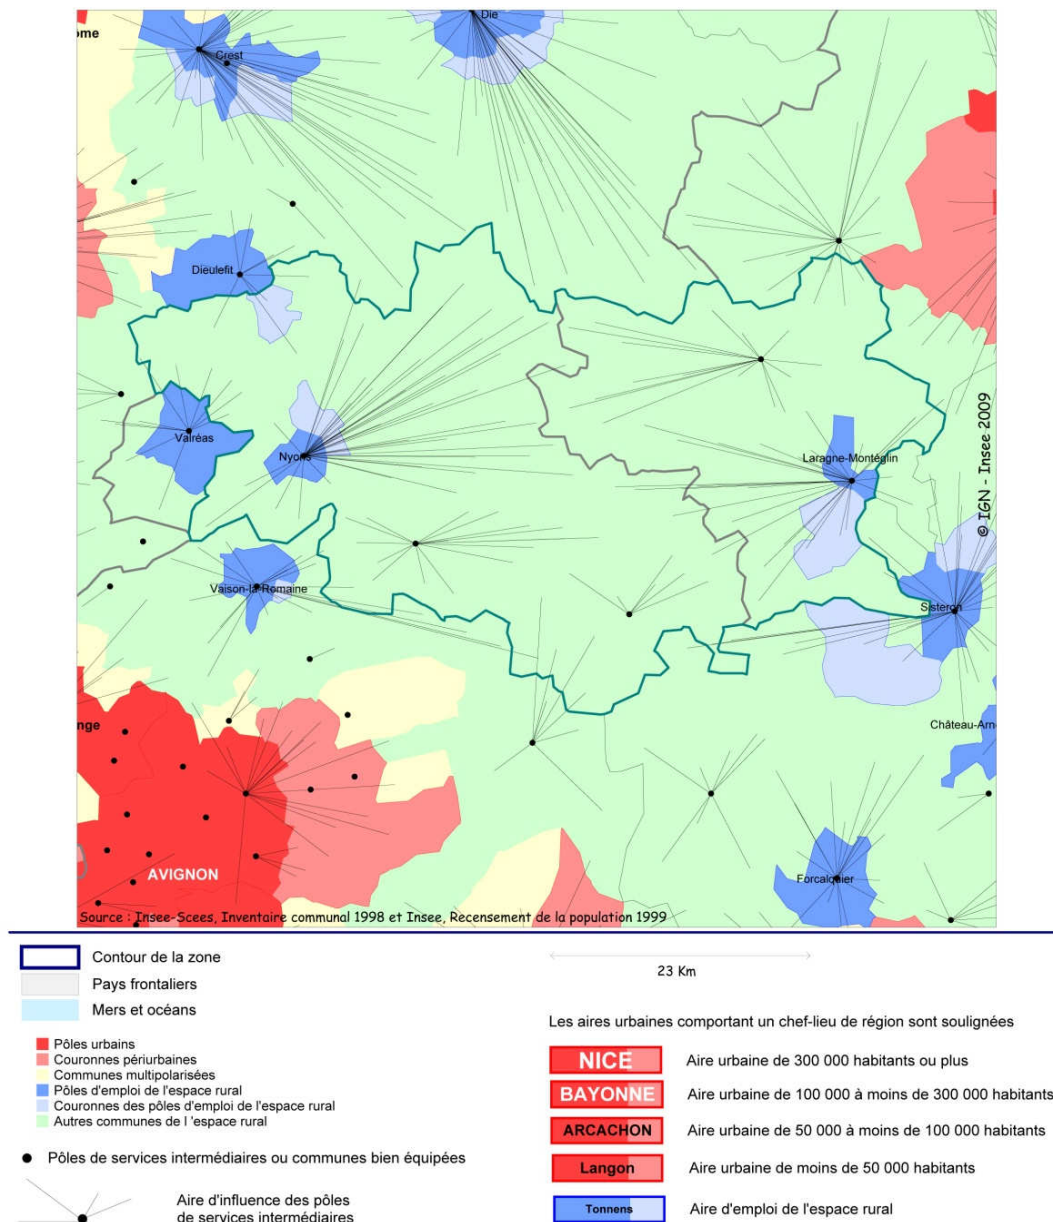 ome
Die
Crest
Dieulefit
Valréas
Nyons
Laragne-Montéglin
© IGN - Insee 2009
Vaison-la-Romaine
Sisteron
nge
Château-Arn
AVIGNON
Forcalquier
Source : Insee-Scees, Inventaire communal 1998 et Insee, Recensement de la population 1999
Contour de la zone
Pays frontaliers
Mers et océans
Pôles urbains
Couronnes périurbaines
Communes multipolarisées
Pôles d'emploi de l'espace rural
Couronnes des pôles d'emploi de l'espace rural
Autres communes de l 'espace rural
Pôles de services intermédiaires ou communes bien équipées
Aire d'influence des pôles
de services intermédiaires
23 Km
Les aires urbaines comportant un chef-lieu de région sont soulignées
NICE Aire urbaine de 300 000 habitants ou plus
BAYONNE Aire urbaine de 100 000 à moins de 300 000 habitants
ARCACHON Aire urbaine de 50 000 à moins de 100 000 habitants
Langon Aire urbaine de moins de 50 000 habitants
Tonnens Aire d'emploi de l'espace rural